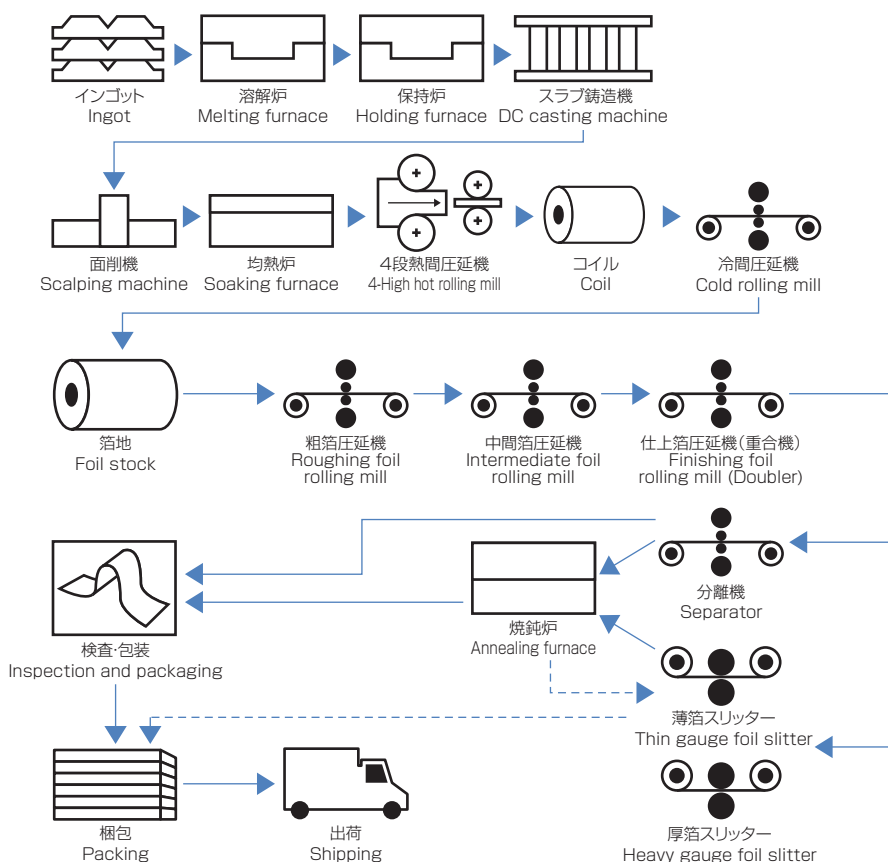 インゴット
Ingot
溶解炉
Melting furnace
保持炉
Holding furnace
スラブ鋳造機
DC casting machine
面削機
Scalping machine
均熱炉
Soaking furnace
4段熱間圧延機
4-High hot rolling mill
コイル
Coil
冷間圧延機
Cold rolling mill
箔地
Foil stock
粗箔圧延機
Roughing foil
rolling mill
中間箔圧延機
Intermediate foil
rolling mill
仕上箔圧延機(重合機)
Finishing foil
rolling mill (Doubler)
分離機
Separator
焼鈍炉
Annealing furnace
検査・包装
Inspection and packaging
薄箔スリッター
Thin gauge foil slitter
厚箔スリッター
Heavy gauge foil slitter
梱包
Packing
出荷
Shipping